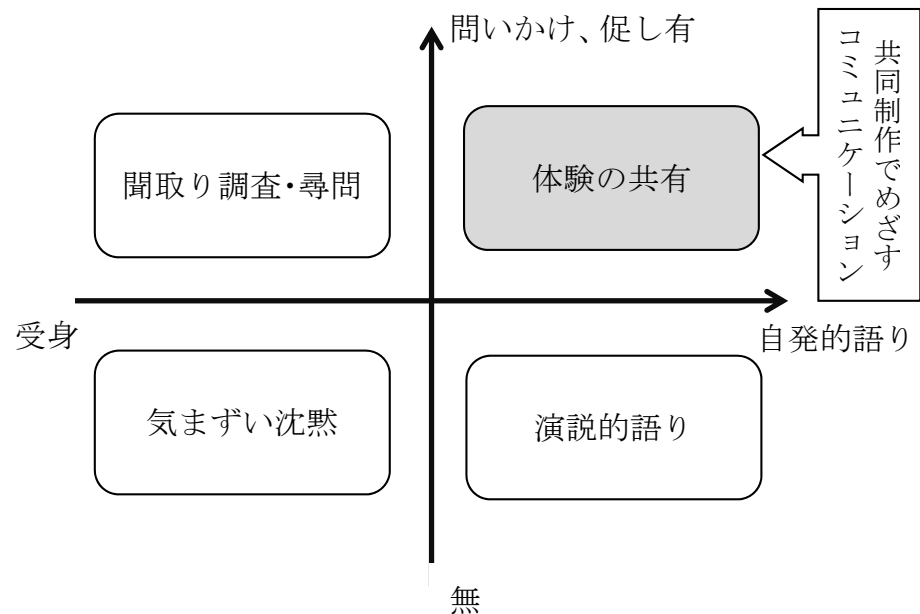 問いかけ、促し有
共同制作でめざす
コミュニケーション
聞取り調査・尋問
体験の共有
受身
自発的語り
気まずい沈黙
演説的語り
無